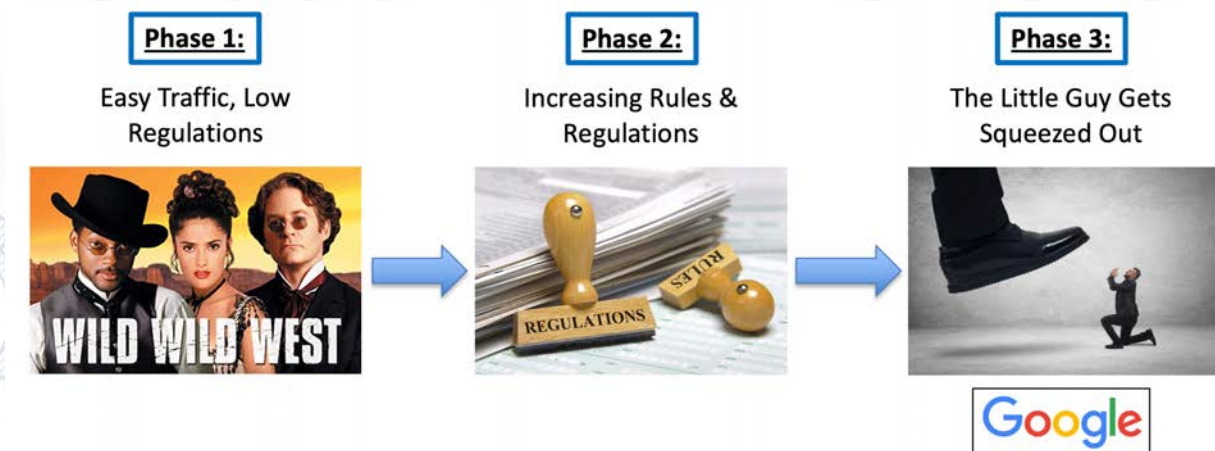 Phase 1:
Easy Traffic, Low
Regulations
WILD WILD WEST
Phase 2:
Increasing Rules &
Regulations
RULES
REGULATIONS
Phase 3:
The Little Guy Gets
Squeezed Out
Google